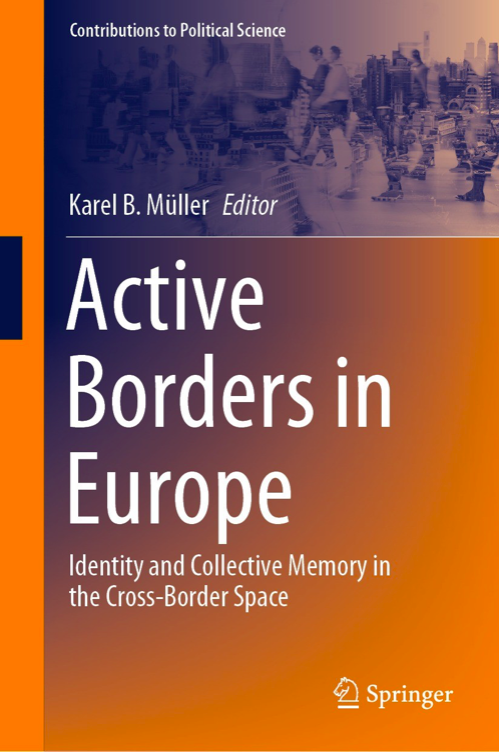 Contributions to Political Science
Karel B. Müller Editor
Active
Borders in
Europe
Identity and Collective Memory in
the Cross-Border Space
Springer